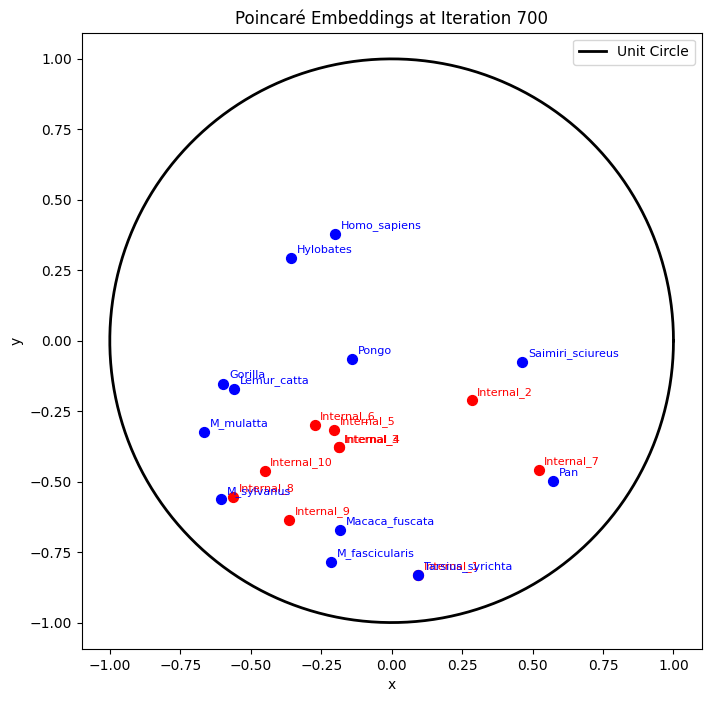 Poincaré Embeddings at Iteration 700
Unit Circle
1.00
0.75
0.50
0.25
0.00
−0.25
−0.50
−0.75
−1.00
y
Homo_sapiens
Hylobates
Pongo
Saimiri_sciureus
Gorilla
Lemur_catta
Internal_2
Internal_6
Internal_5
M_mulatta
Internal_4
Internal_10
Internal_7
Pan
Internal_8
M_sylvanus
Internal_9
Macaca_fuscata
M_fascicularis
Tarsius_syrichta
Internal_1
−1.00 −0.75 −0.50 −0.25 0.00 0.25 0.50 0.75 1.00
x